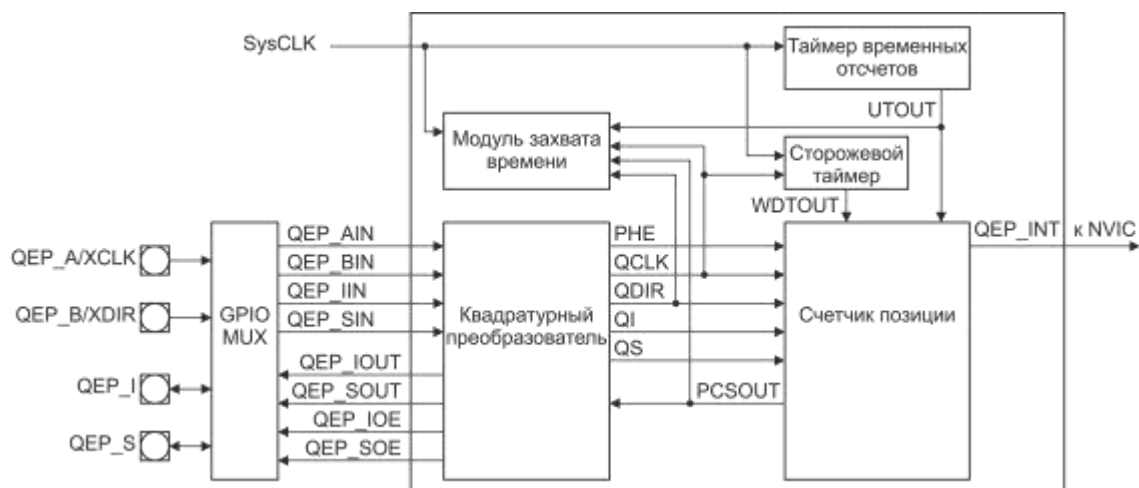 SysCLK
Таймер временных
отсчетов
UTOUT
Модуль захвата
времени
Сторожевой
таймер
WDTOUT
QEP_A/XCLK
QEP_B/XDIR
QEP_I
QEP_S
GPIO
MUX
QEP_AIN
QEP_BIN
QEP_IIN
QEP_SIN
QEP_IOUT
QEP_SOUT
QEP_IOE
QEP_SOE
Квадратурный
преобразователь
PHE
QCLK
QDIR
QI
QS
PCSOUT
Счетчик позиции
QEP_INT к NVIC